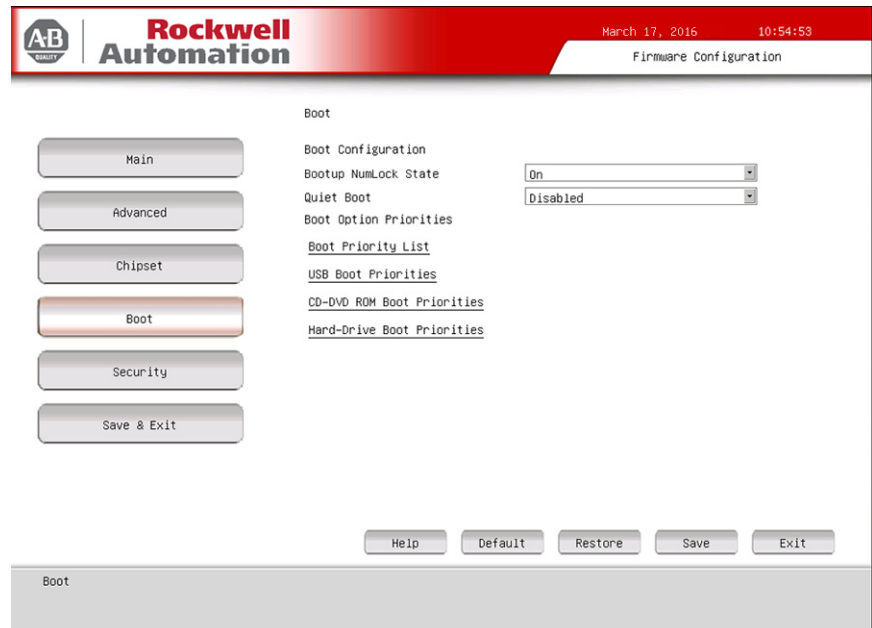 AB
QUALITY
Rockwell
Automation
March 17, 2016 10:54:53
Firmware Configuration
Main
Advanced
Chipset
Boot
Security
Save & Exit
Boot
Boot Configuration
Bootup NumLock State On
Quiet Boot Disabled
Boot Option Priorities
Boot Priority List
USB Boot Priorities
CD-DVD ROM Boot Priorities
Hard-Drive Boot Priorities
Help Default Restore Save Exit
Boot